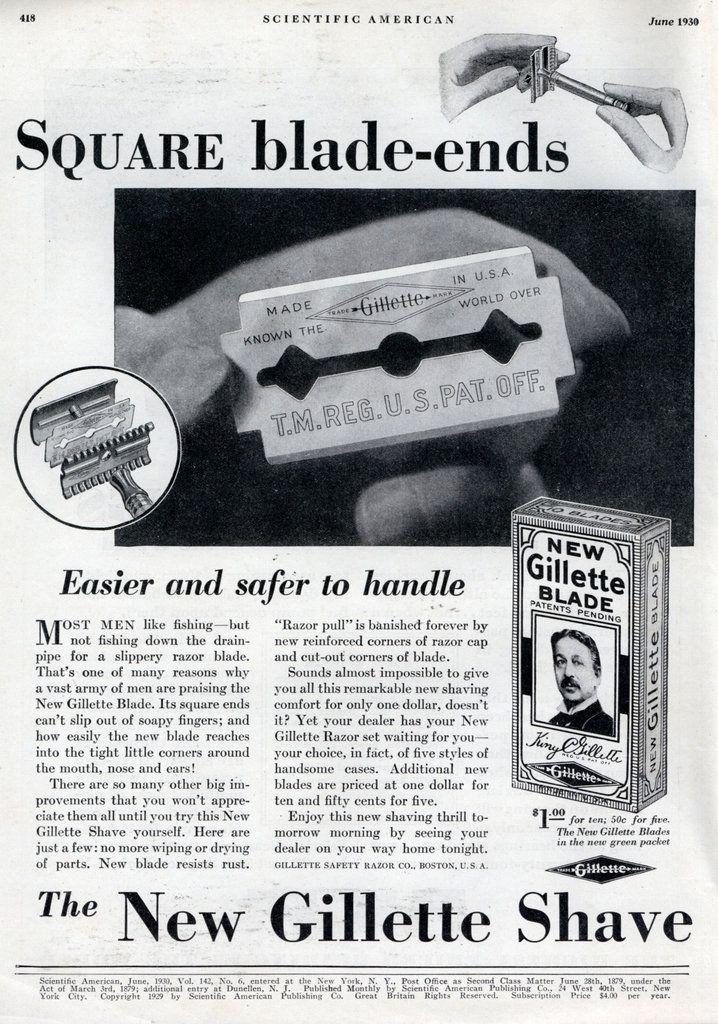 418
SCIENTIFIC AMERICAN
June 1930
SQUARE blade-ends
MADE
IN U.S.A.
TRADE Gillette MARK
KNOWN THE
WORLD OVER
T.M.REG.U.S.PAT.OFF.
Easier and safer to handle
MOST MEN like fishing—but
not fishing down the drain-
pipe for a slippery razor blade.
That's one of many reasons why
a vast army of men are praising the
New Gillette Blade. Its square ends
can't slip out of soapy fingers; and
how easily the new blade reaches
into the tight little corners around
the mouth, nose and ears!
There are so many other big im-
provements that you won't appre-
ciate them all until you try this New
Gillette Shave yourself. Here are
just a few: no more wiping or drying
of parts. New blade resists rust.
"Razor pull" is banished forever by
new reinforced corners of razor cap
and cut-out corners of blade.
Sounds almost impossible to give
you all this remarkable new shaving
comfort for only one dollar, doesn't
it? Yet your dealer has your New
Gillette Razor set waiting for you—
your choice, in fact, of five styles of
handsome cases. Additional new
blades are priced at one dollar for
ten and fifty cents for five.
Enjoy this new shaving thrill to-
morrow morning by seeing your
dealer on your way home tonight.
GILLETTE SAFETY RAZOR CO., BOSTON, U. S. A.
10 BLADES
NEW
Gillette
BLADE
PATENTS PENDING
King C Gillette
REG. U. S. PAT. OFF.
Gillette
NEW Gillette BLADE
$1.00 for ten; 50c for five.
The New Gillette Blades
in the new green packet
TRADE Gillette MARK
The New Gillette Shave
Scientific American, June, 1930, Vol. 142, No. 6, entered at the New York, N. Y., Post Office as Second Class Matter June 28th, 1879, under the
Act of March 3rd, 1879; additional entry at Dunellen, N. J. Published Monthly by Scientific American Publishing Co., 24 West 40th Street, New
York City. Copyright 1929 by Scientific American Publishing Co. Great Britain Rights Reserved. Subscription Price $4.00 per year.